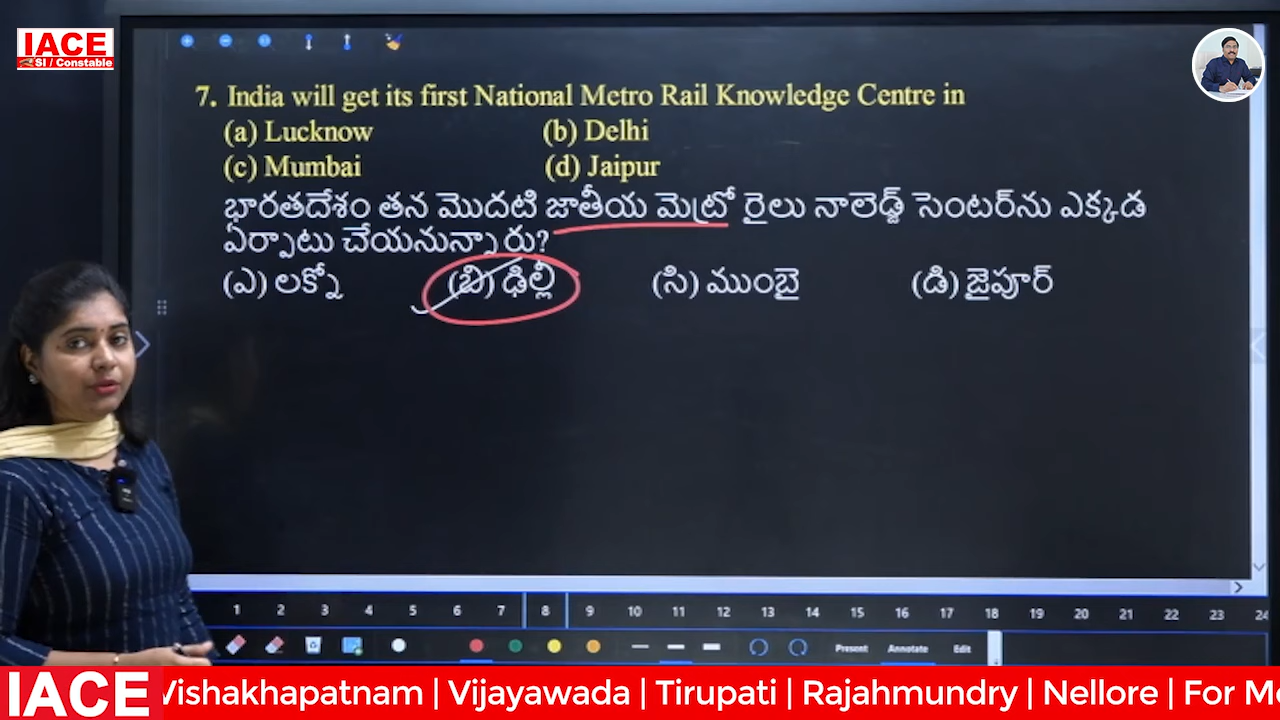 IACE
SI / Constable
7. India will get its first National Metro Rail Knowledge Centre in
(a) Lucknow (b) Delhi
(c) Mumbai (d) Jaipur
భారతదేశం తన మొదటి జాతీయ మెట్రో రైలు నాలెడ్జ్ సెంటర్‌ను ఎక్కడ
ఏర్పాటు చేయనున్నారు?
(ఎ) లక్నో (బి) ఢిల్లీ (సి) ముంబై (డి) జైపూర్
1 2 3 4 5 6 7 8 9 10 11 12 13 14 15 16 17 18 19 20 21 22 23 24
Present Annotate Edit
IACE Vishakhapatnam | Vijayawada | Tirupati | Rajahmundry | Nellore | For